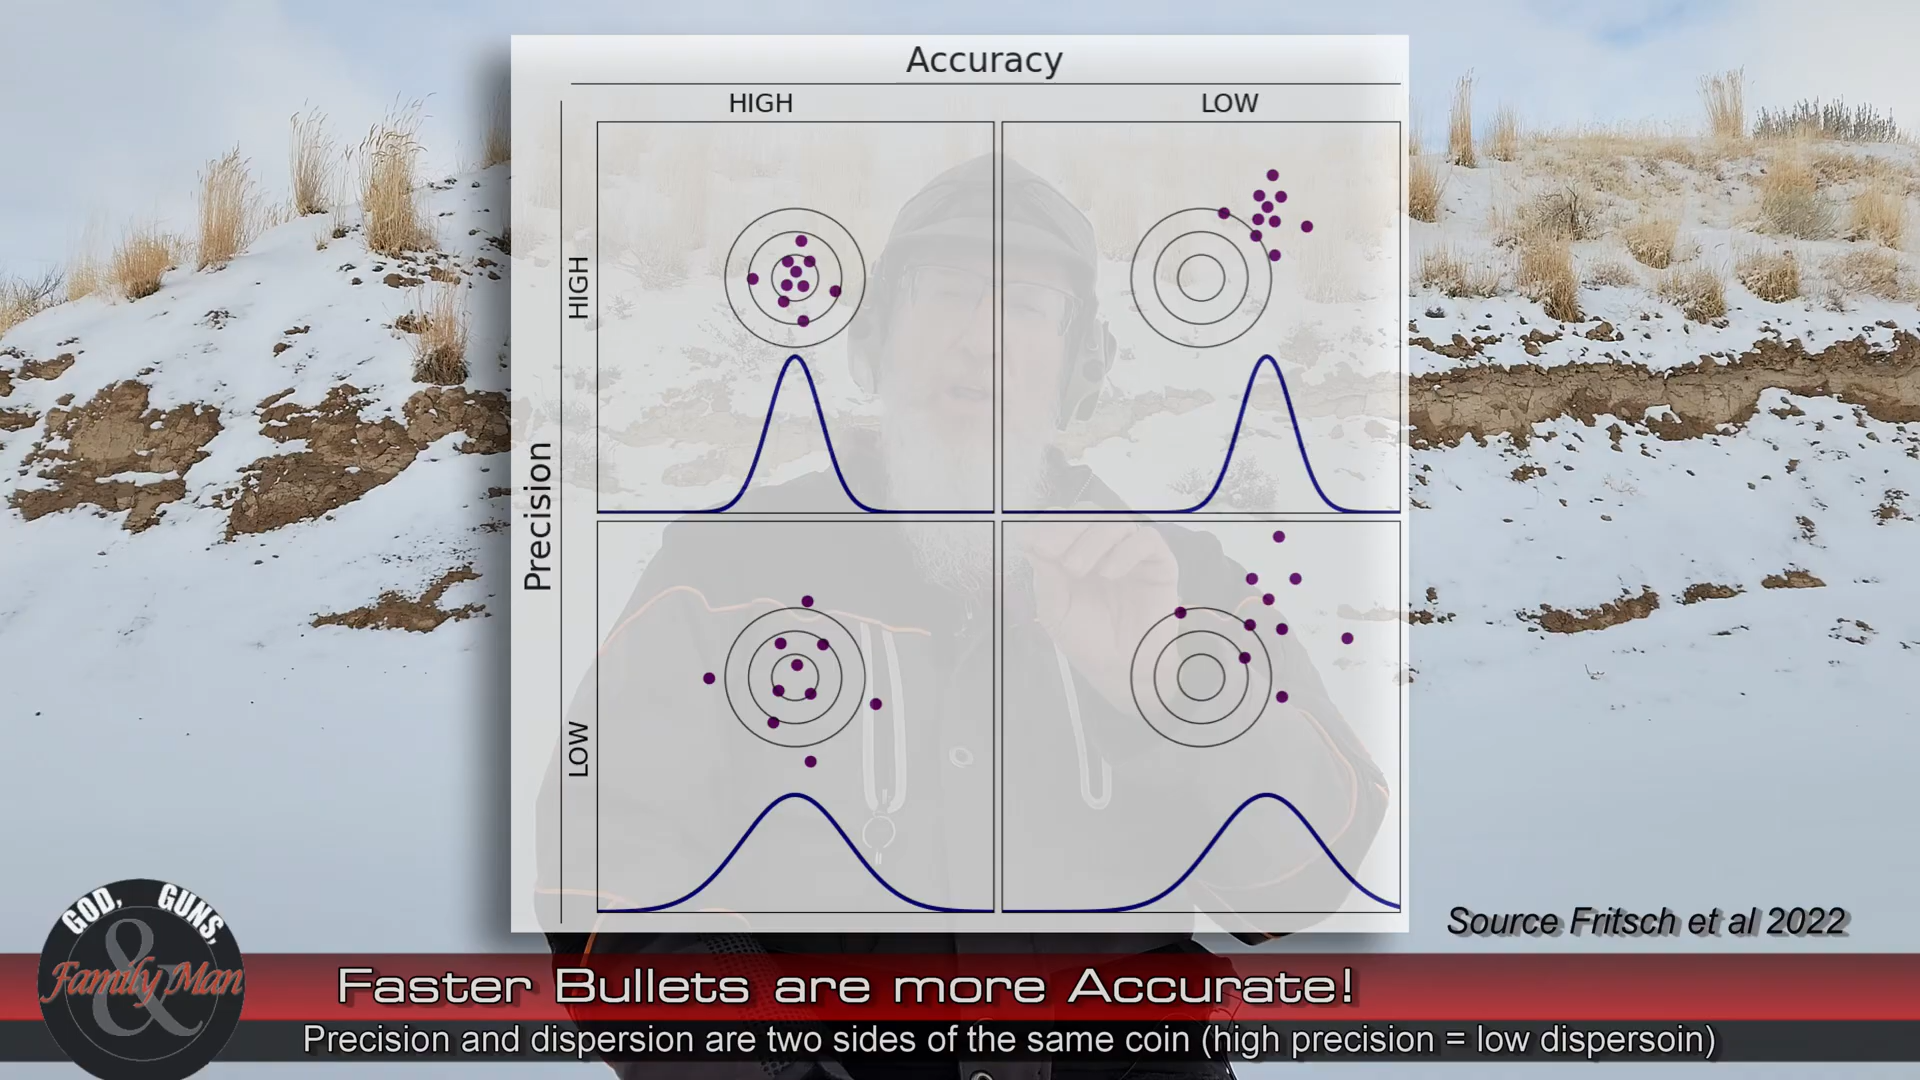 Accuracy
HIGH
LOW
Precision
HIGH
LOW
Source Fritsch et al 2022
GOD, GUNS,
&
Family Man
Faster Bullets are more Accurate!
Precision and dispersion are two sides of the same coin (high precision = low dispersoin)